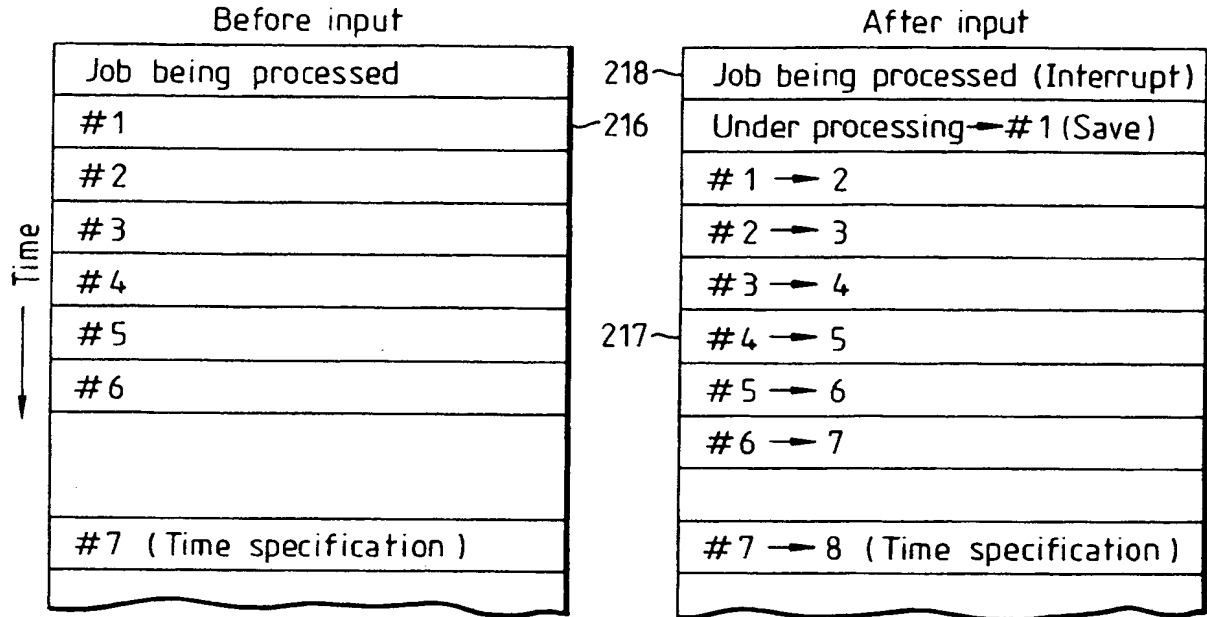 Before input
Job being processed
#1
#2
#3
#4
#5
#6
#7 (Time specification)
Time
216
After input
218
Job being processed (Interrupt)
Under processing→#1 (Save)
#1 → 2
#2 → 3
#3 → 4
217
#4 → 5
#5 → 6
#6 → 7
#7 → 8 (Time specification)